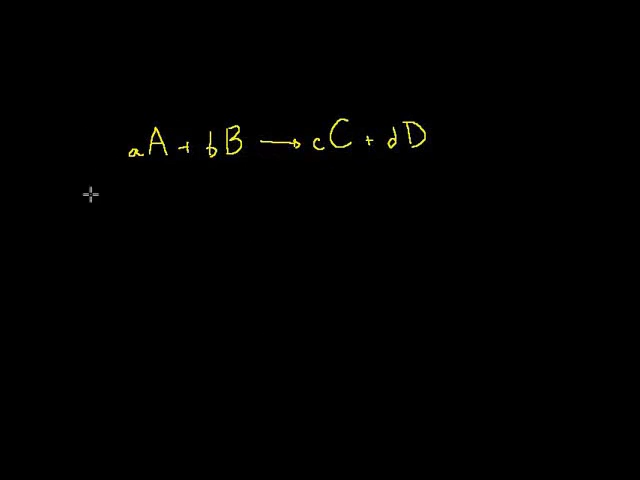 aA + bB → cC + dD